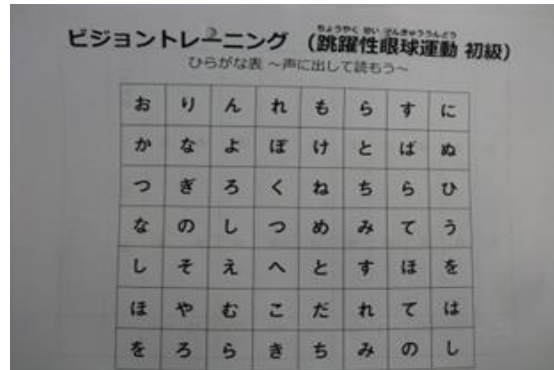 ビジョントレーニング (跳躍性眼球運動 初級)
ひらがな表 ～声に出して読もう～
お り ん れ も ら す に
か な よ ぼ け と ば ぬ
つ ぎ ろ く ね ち ら ひ
な の し つ め み て う
し そ え へ と す ほ を
ほ や む こ だ れ て は
を ろ ら き ち み の し